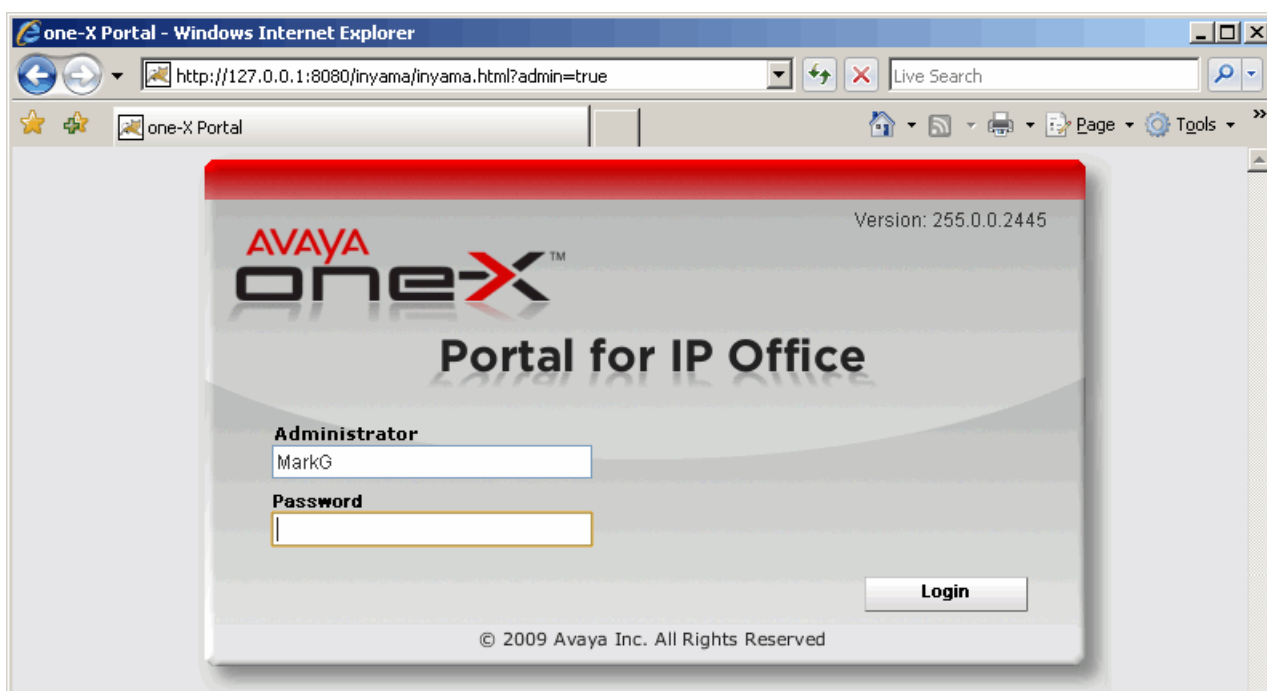 one-X Portal - Windows Internet Explorer
http://127.0.0.1:8080/inyama/inyama.html?admin=true
Live Search
one-X Portal
Page
Tools
Version: 255.0.0.2445
AVAYA
one-X™
Portal for IP Office
Administrator
MarkG
Password
Login
© 2009 Avaya Inc. All Rights Reserved